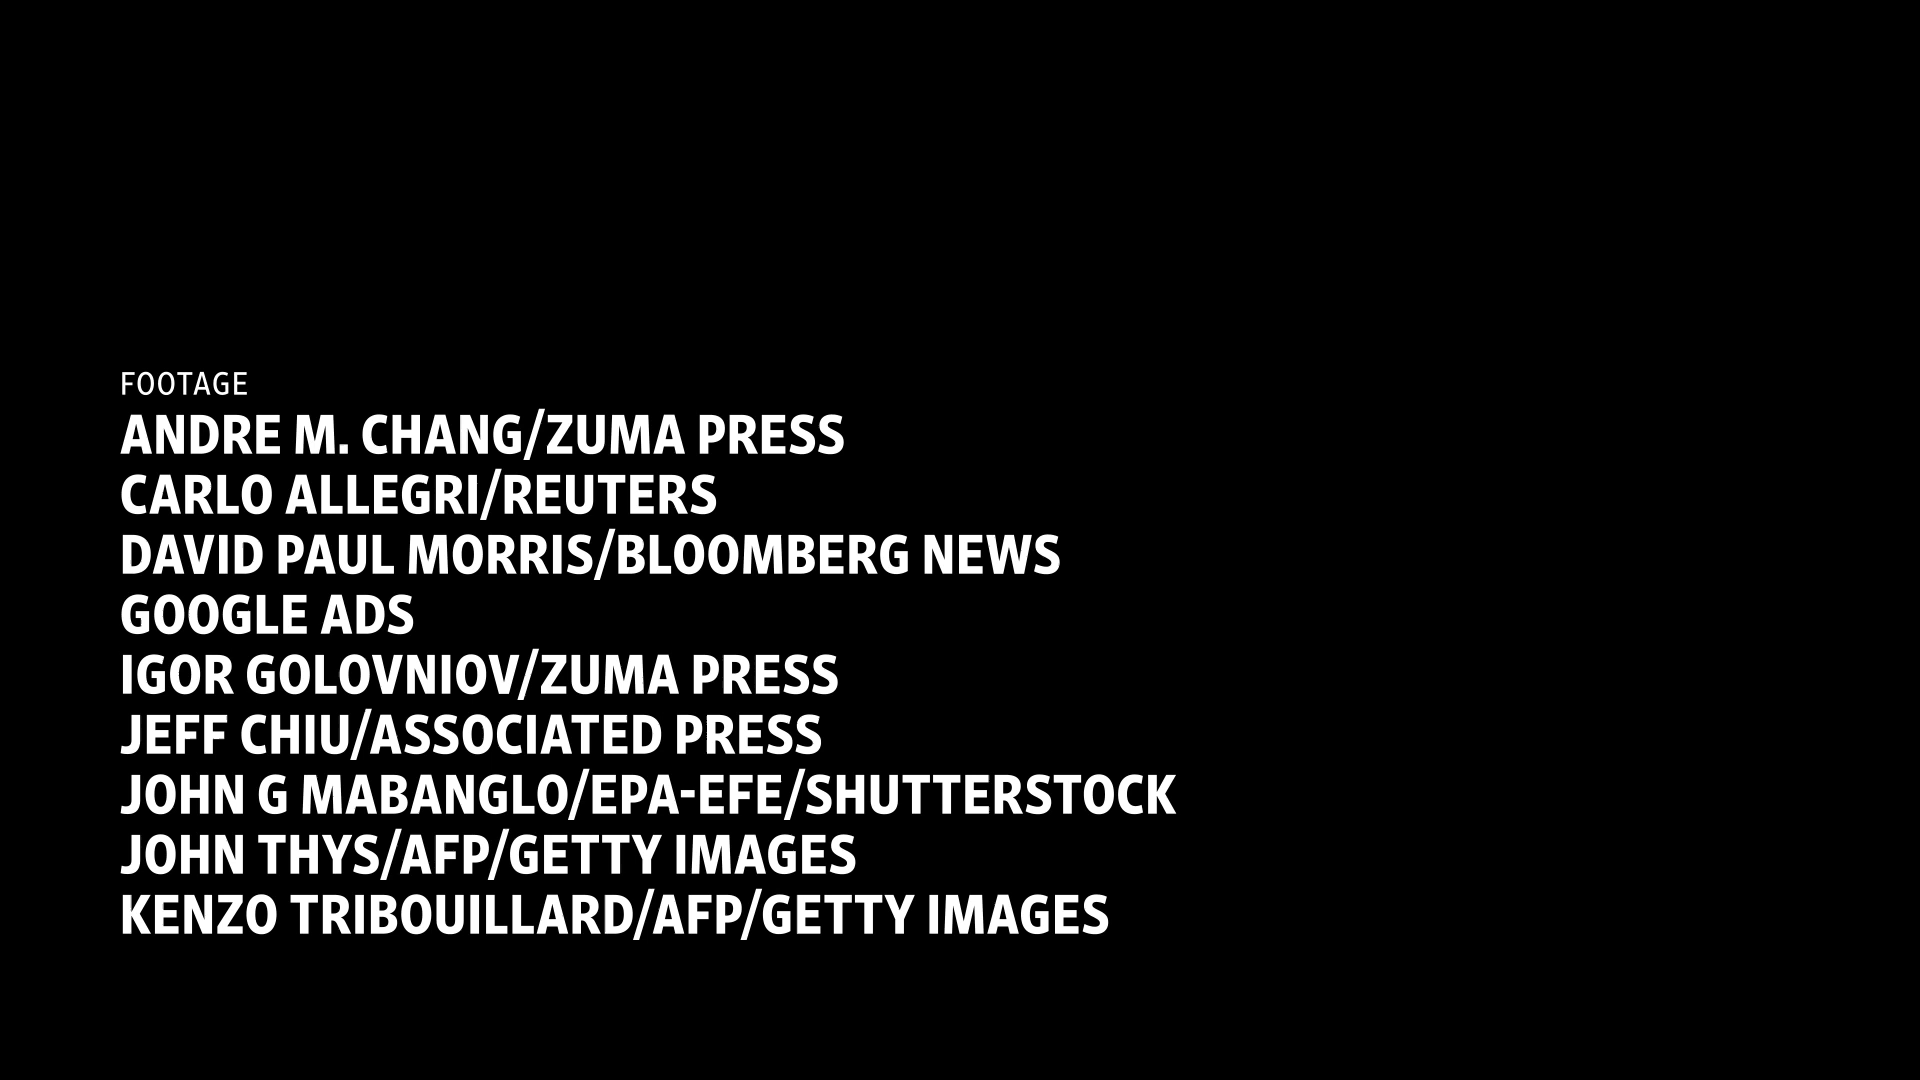 FOOTAGE
ANDRE M. CHANG/ZUMA PRESS
CARLO ALLEGRI/REUTERS
DAVID PAUL MORRIS/BLOOMBERG NEWS
GOOGLE ADS
IGOR GOLOVNIOV/ZUMA PRESS
JEFF CHIU/ASSOCIATED PRESS
JOHN G MABANGLO/EPA-EFE/SHUTTERSTOCK
JOHN THYS/AFP/GETTY IMAGES
KENZO TRIBOUILLARD/AFP/GETTY IMAGES